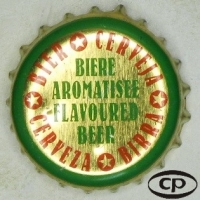 BIER ✪ CERVEJA ✪ BIRRA ✪ CERVEZA ✪
BIERE
AROMATISEE
FLAVOURED
BEER
CP